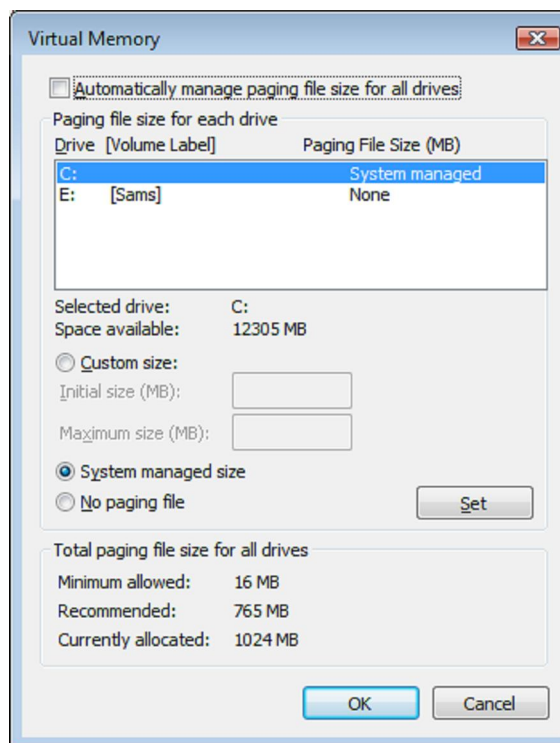 Virtual Memory
Automatically manage paging file size for all drives
Paging file size for each drive
Drive [Volume Label] Paging File Size (MB)
C: System managed
E: [Sams] None
Selected drive: C:
Space available: 12305 MB
Custom size:
Initial size (MB):
Maximum size (MB):
System managed size
No paging file Set
Total paging file size for all drives
Minimum allowed: 16 MB
Recommended: 765 MB
Currently allocated: 1024 MB
OK Cancel